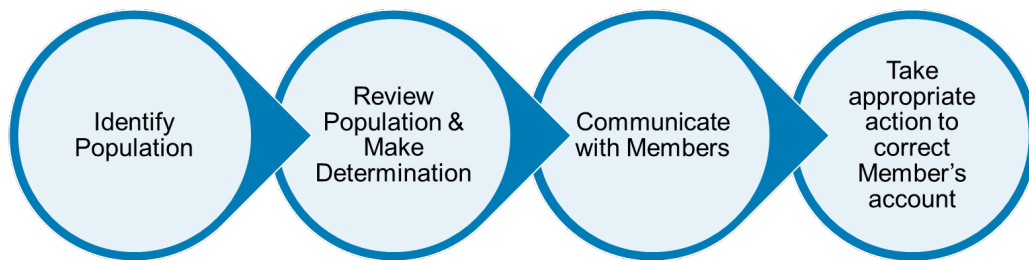 Identify
Population
Review
Population &
Make
Determination
Communicate
with Members
Take
appropriate
action to
correct
Member’s
account